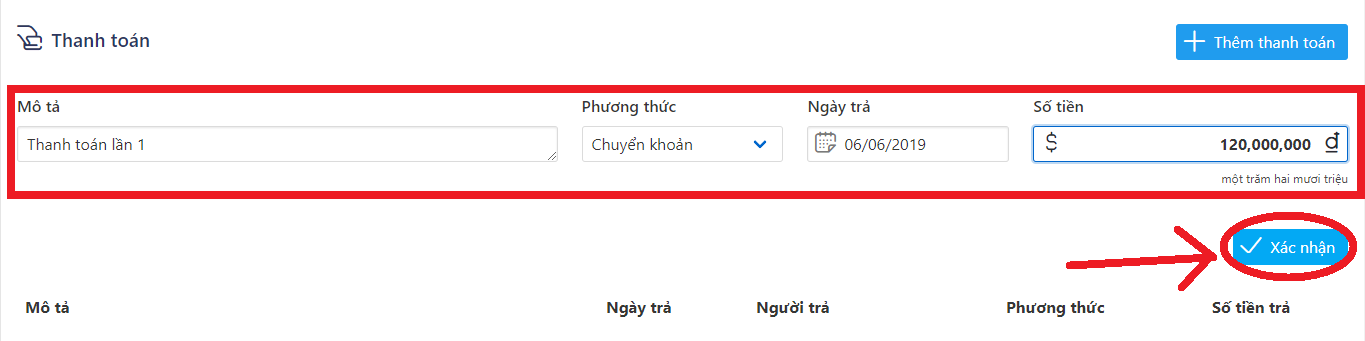 Thanh toán
Thêm thanh toán
Mô tả Phương thức Ngày trả Số tiền
Thanh toán lần 1 Chuyển khoản 06/06/2019 $ 120,000,000 ₫
một trăm hai mươi triệu
Xác nhận
Mô tả Ngày trả Người trả Phương thức Số tiền trả